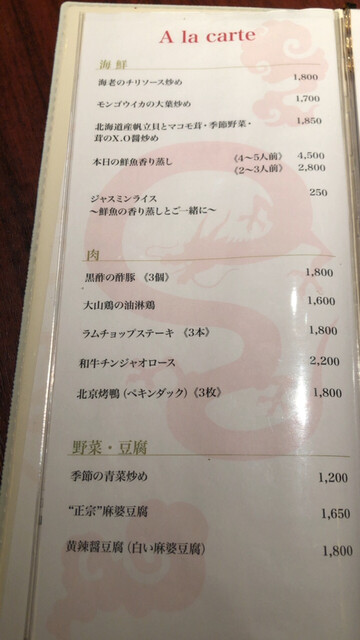 A la carte
海 鮮
海老のチリソース炒め 1,800
モンゴウイカの大葉炒め 1,700
北海道産帆立貝とマコモ茸・季節野菜・ 1,850
茸のX.O醤炒め
本日の鮮魚香り蒸し 《4～5人前》 4,500
《2～3人前》 2,800
ジャスミンライス 250
～鮮魚の香り蒸しとご一緒に～
肉
黒酢の酢豚 《3個》 1,800
大山鶏の油淋鶏 1,600
ラムチョップステーキ 《3本》 1,800
和牛チンジャオロース 2,200
北京烤鴨 (ペキンダック) 《3枚》 1,800
野菜・豆腐
季節の青菜炒め 1,200
“正宗”麻婆豆腐 1,650
黄辣醤豆腐 (白い麻婆豆腐) 1,800